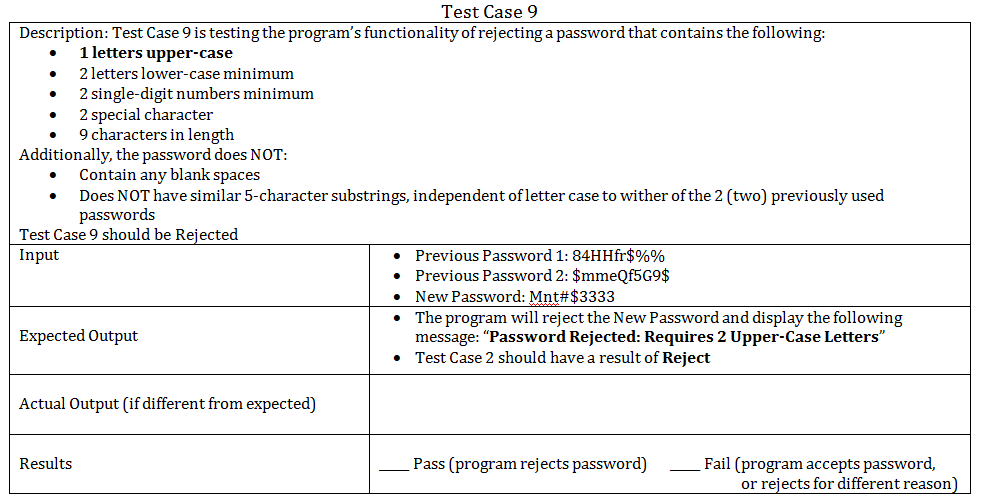 Test Case 9
Description: Test Case 9 is testing the program's functionality of rejecting a password that contains the following:
• 1 letters upper-case
• 2 letters lower-case minimum
• 2 single-digit numbers minimum
• 2 special character
• 9 characters in length
Additionally, the password does NOT:
• Contain any blank spaces
• Does NOT have similar 5-character substrings, independent of letter case to wither of the 2 (two) previously used
passwords
Test Case 9 should be Rejected
Input
• Previous Password 1: 84HHfr$%%
• Previous Password 2: $mmeQf5G9$
• New Password: Mnt#$3333
Expected Output
• The program will reject the New Password and display the following
message: “Password Rejected: Requires 2 Upper-Case Letters”
• Test Case 2 should have a result of Reject
Actual Output (if different from expected)
Results
____ Pass (program rejects password) ____ Fail (program accepts password,
or rejects for different reason)